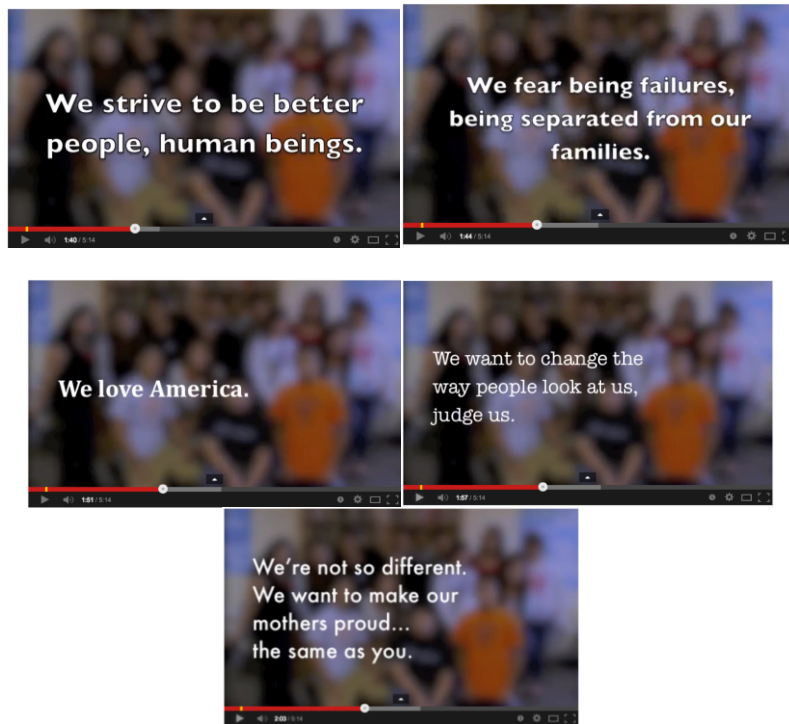 We strive to be better
people, human beings.
1:40 / 5:14
We fear being failures,
being separated from our
families.
1:44 / 5:14
We love America.
1:51 / 5:14
We want to change the
way people look at us,
judge us.
1:57 / 5:14
We're not so different.
We want to make our
mothers proud...
the same as you.
2:03 / 5:14